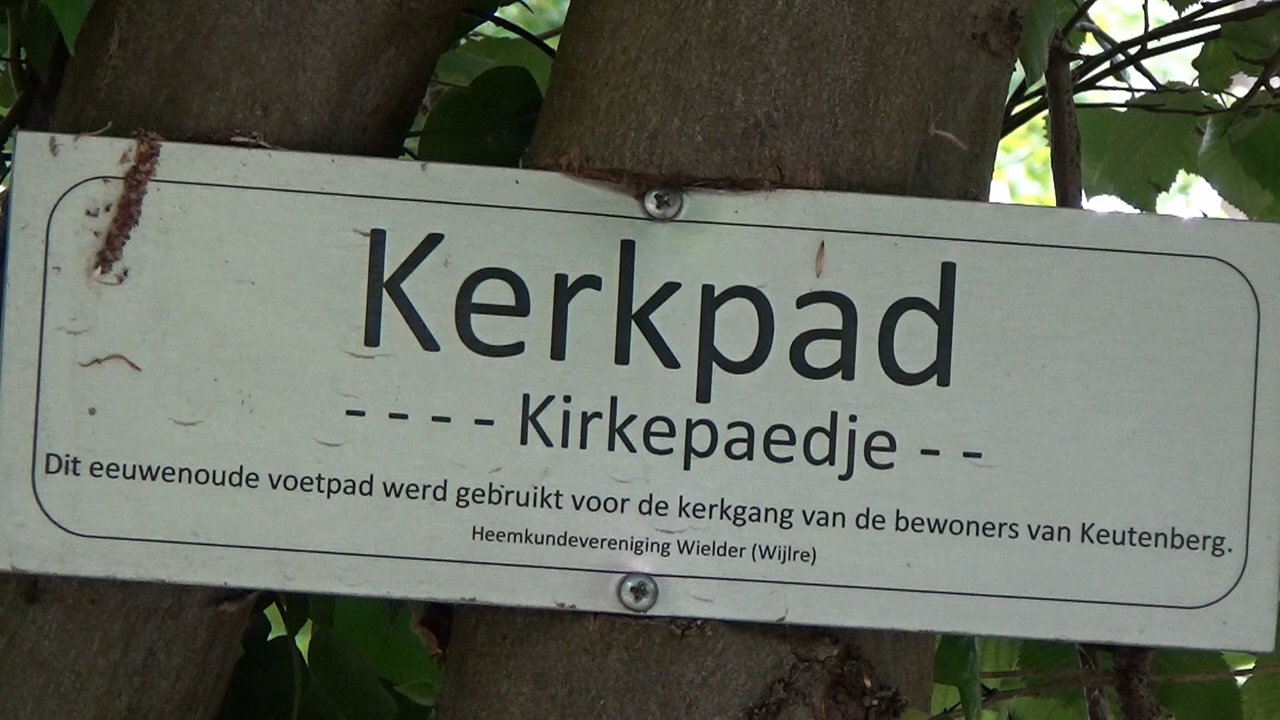 Kerkpad
- - - - Kirkepaedje - -
Dit eeuwenoude voetpad werd gebruikt voor de kerkgang van de bewoners van Keutenberg.
Heemkundevereniging Wielder (Wijlre)